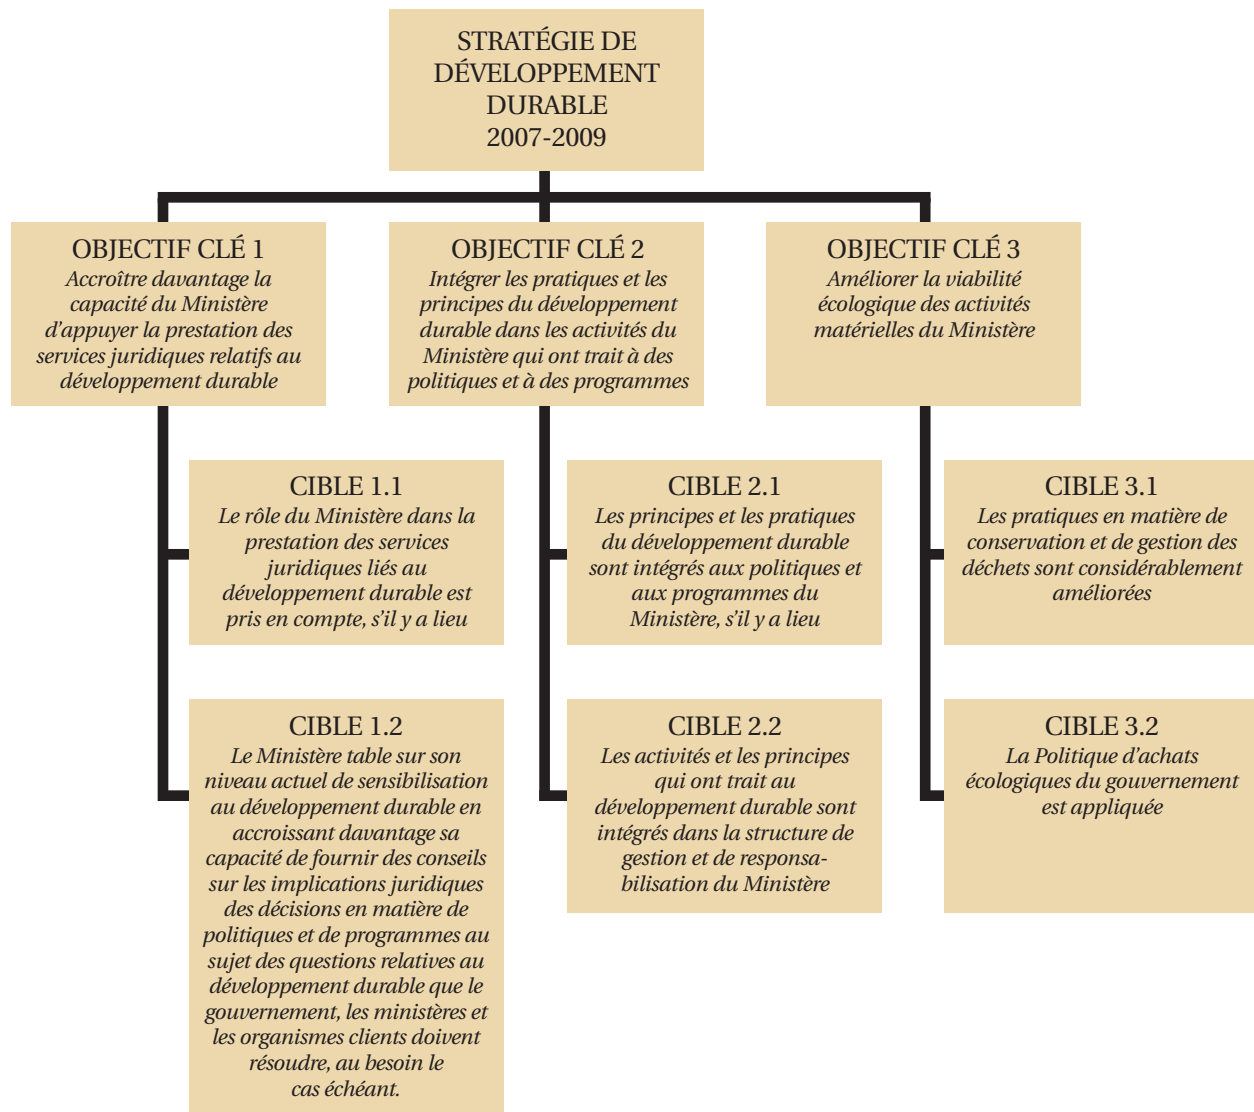 STRATÉGIE DE
DÉVELOPPEMENT
DURABLE
2007-2009
OBJECTIF CLÉ 1
Accroître davantage la
capacité du Ministère
d'appuyer la prestation des
services juridiques relatifs au
développement durable
OBJECTIF CLÉ 2
Intégrer les pratiques et les
principes du développement
durable dans les activités du
Ministère qui ont trait à des
politiques et à des programmes
OBJECTIF CLÉ 3
Améliorer la viabilité
écologique des activités
matérielles du Ministère
CIBLE 1.1
Le rôle du Ministère dans la
prestation des services
juridiques liés au
développement durable est
pris en compte, s'il y a lieu
CIBLE 2.1
Les principes et les pratiques
du développement durable
sont intégrés aux politiques et
aux programmes du
Ministère, s'il y a lieu
CIBLE 3.1
Les pratiques en matière de
conservation et de gestion des
déchets sont considérablement
améliorées
CIBLE 1.2
Le Ministère table sur son
niveau actuel de sensibilisation
au développement durable en
accroissant davantage sa
capacité de fournir des conseils
sur les implications juridiques
des décisions en matière de
politiques et de programmes au
sujet des questions relatives au
développement durable que le
gouvernement, les ministères et
les organismes clients doivent
résoudre, au besoin le
cas échéant.
CIBLE 2.2
Les activités et les principes
qui ont trait au
développement durable sont
intégrés dans la structure de
gestion et de responsa-
bilisation du Ministère
CIBLE 3.2
La Politique d'achats
écologiques du gouvernement
est appliquée